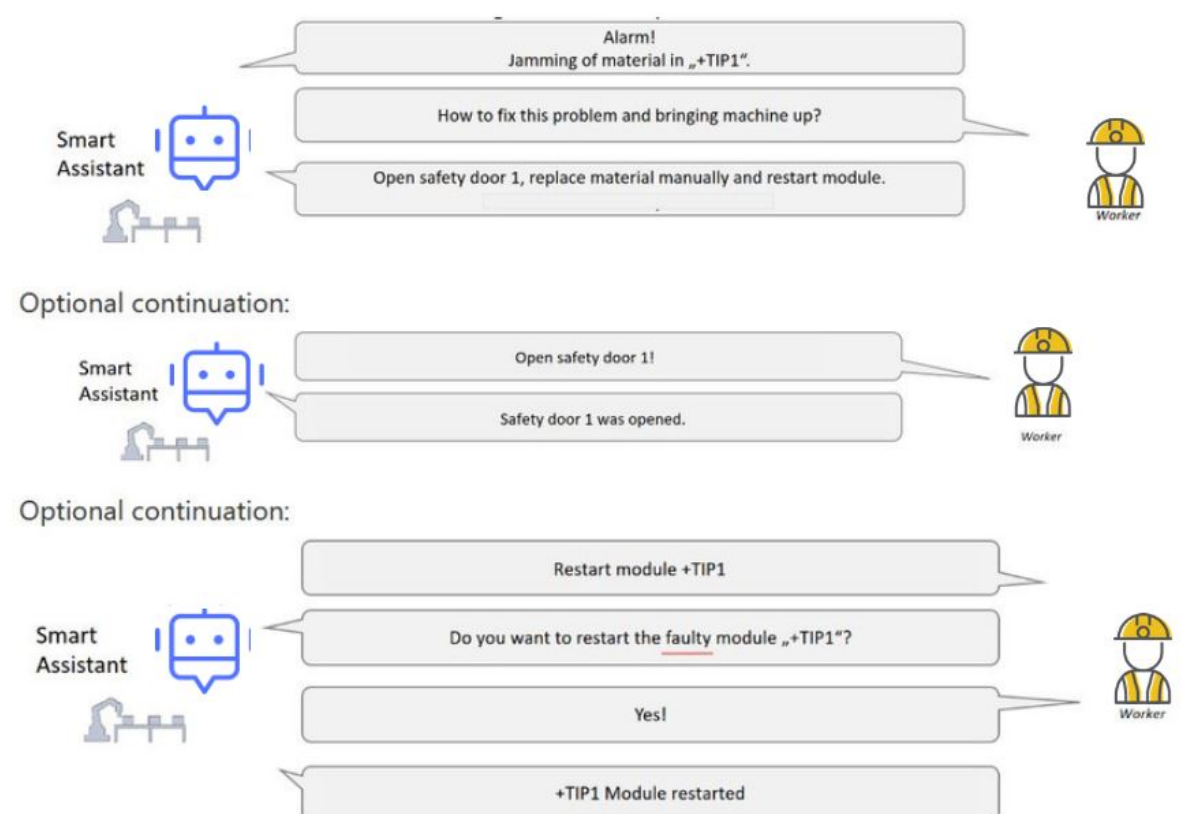 Alarm!
Jamming of material in „+TIP1“.
How to fix this problem and bringing machine up?
Smart
Assistant
Open safety door 1, replace material manually and restart module.
Worker
Optional continuation:
Open safety door 1!
Smart
Assistant
Safety door 1 was opened.
Worker
Optional continuation:
Restart module +TIP1
Smart
Assistant
Do you want to restart the faulty module „+TIP1“?
Yes!
Worker
+TIP1 Module restarted